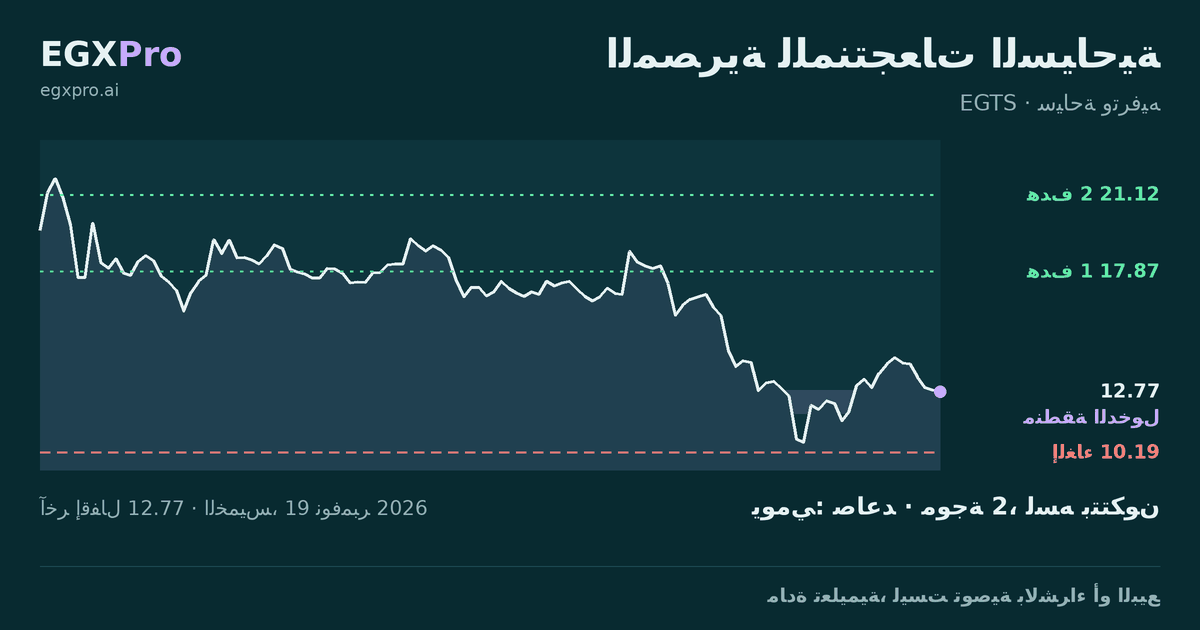 EGXPro
egxpro.ai
المصرية للمنتجعات السياحية
EGTS · سياحة وترفيه
هدف 2 21.12
هدف 1 17.87
12.77
منطقة الدخول
إلغاء 10.19
يومي: صاعد · موجة 2، لسه بتتكون
آخر إقفال 12.77 · الخميس، 19 نوفمبر 2026
مادة تعليمية، ليست توصية بالشراء أو البيع